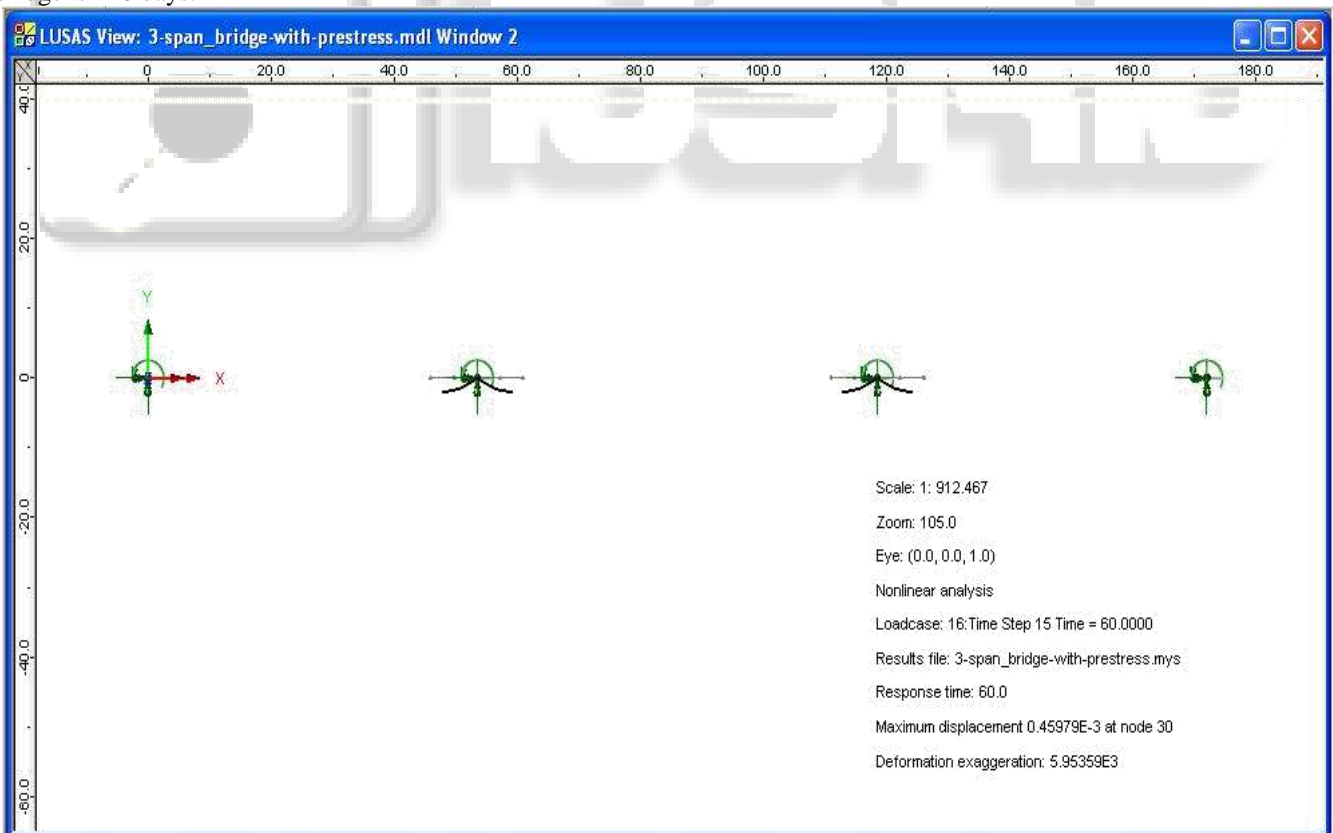 LUSAS View: 3-span_bridge-with-prestress.mdl Window 2
X
Y
0 20.0 40.0 60.0 80.0 100.0 120.0 140.0 160.0 180.0
40.0
20.0
Y
0
X
-20.0
-40.0
-60.0
Scale: 1: 912.467
Zoom: 105.0
Eye: (0.0, 0.0, 1.0)
Nonlinear analysis
Loadcase: 16:Time Step 15 Time = 60.0000
Results file: 3-span_bridge-with-prestress.mys
Response time: 60.0
Maximum displacement 0.45979E-3 at node 30
Deformation exaggeration: 5.95359E3